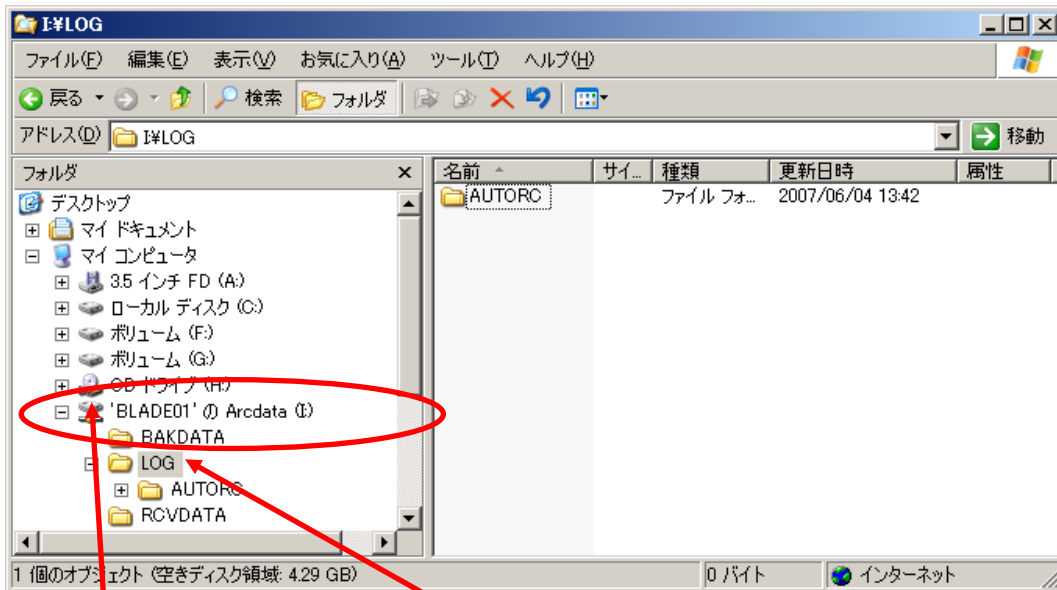 I:¥LOG
ファイル(F) 編集(E) 表示(V) お気に入り(A) ツール(T) ヘルプ(H)
戻る 検索 フォルダ
アドレス(D) I:¥LOG 移動
フォルダ × 名前 サイ... 種類 更新日時 属性
デスクトップ AUTORC ファイル フォ... 2007/06/04 13:42
マイ ドキュメント
マイ コンピュータ
3.5 インチ FD (A:)
ローカル ディスク (C:)
ボリューム (F:)
ボリューム (G:)
CD ドライブ (H:)
'BLADE01' の Arcdata (I:)
BAKDATA
LOG
AUTORC
RCVDATA
1 個のオブジェクト (空きディスク領域: 4.29 GB) 0 バイト インターネット